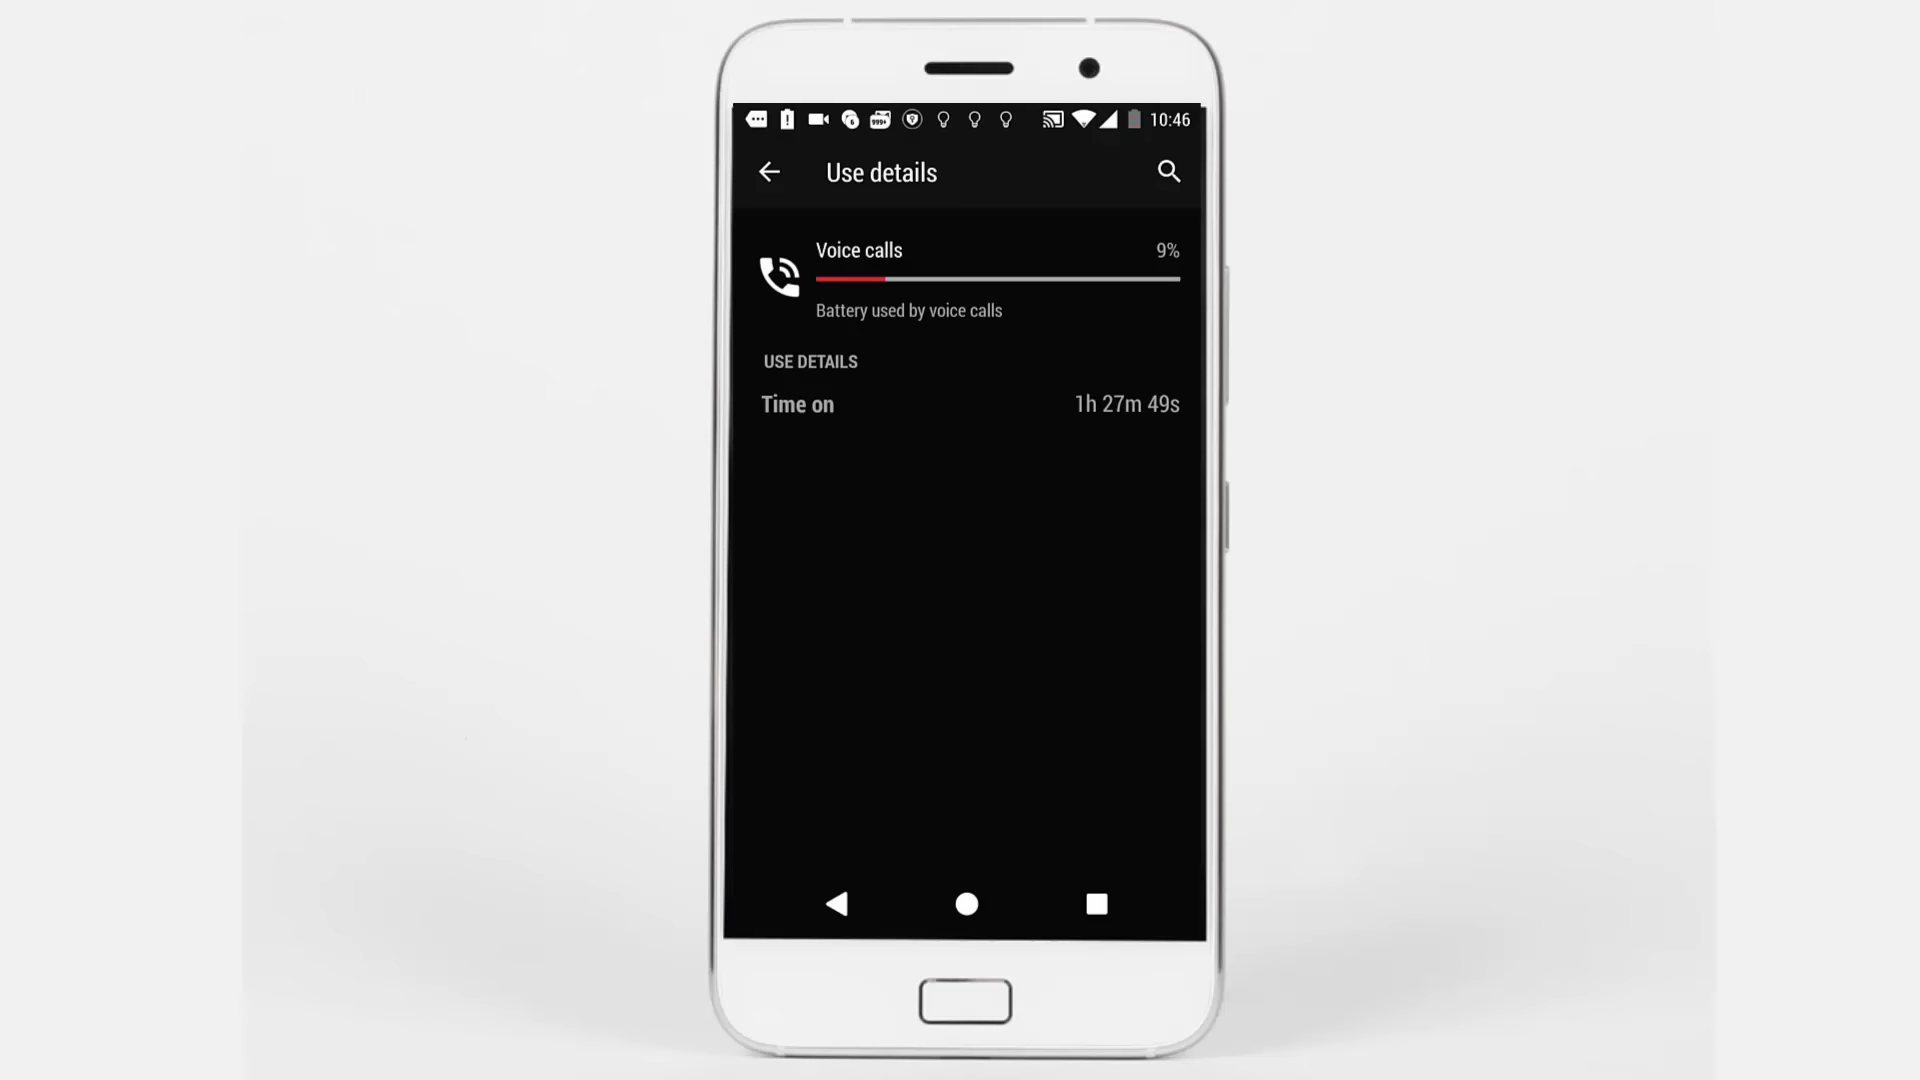 10:46
Use details
Voice calls 9%
Battery used by voice calls
USE DETAILS
Time on 1h 27m 49s